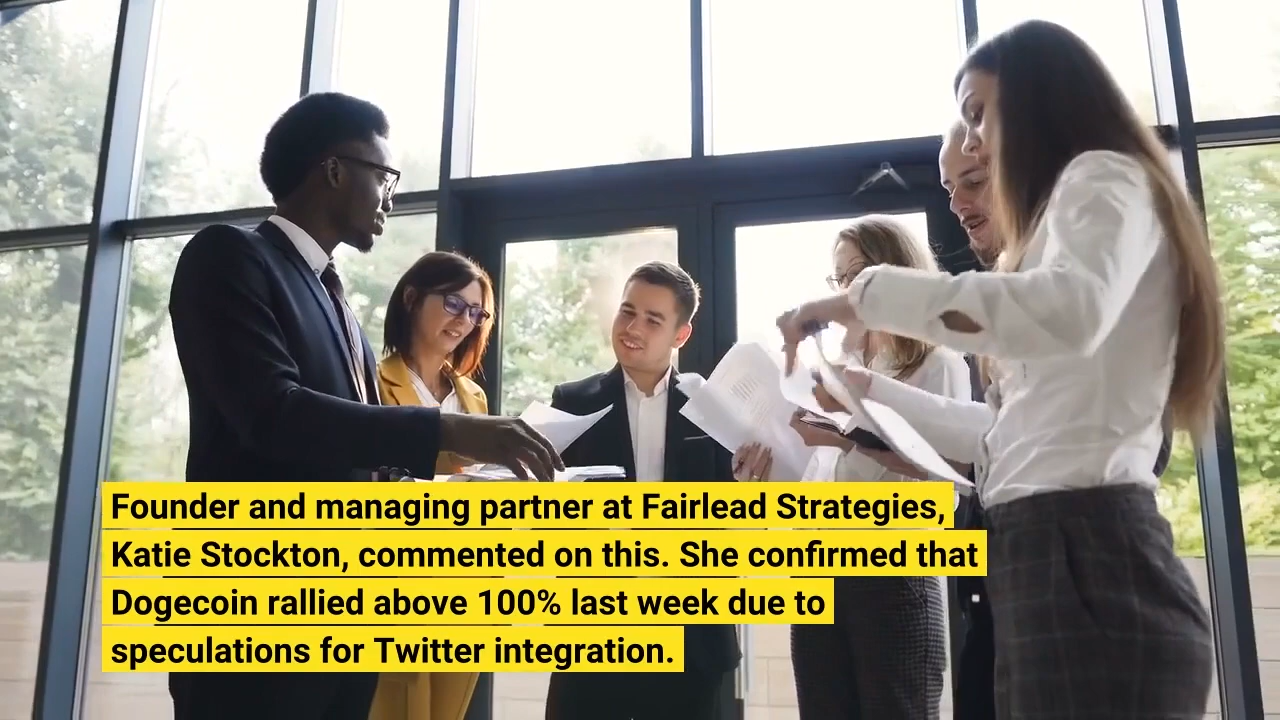 Founder and managing partner at Fairlead Strategies,
Katie Stockton, commented on this. She confirmed that
Dogecoin rallied above 100% last week due to
speculations for Twitter integration.